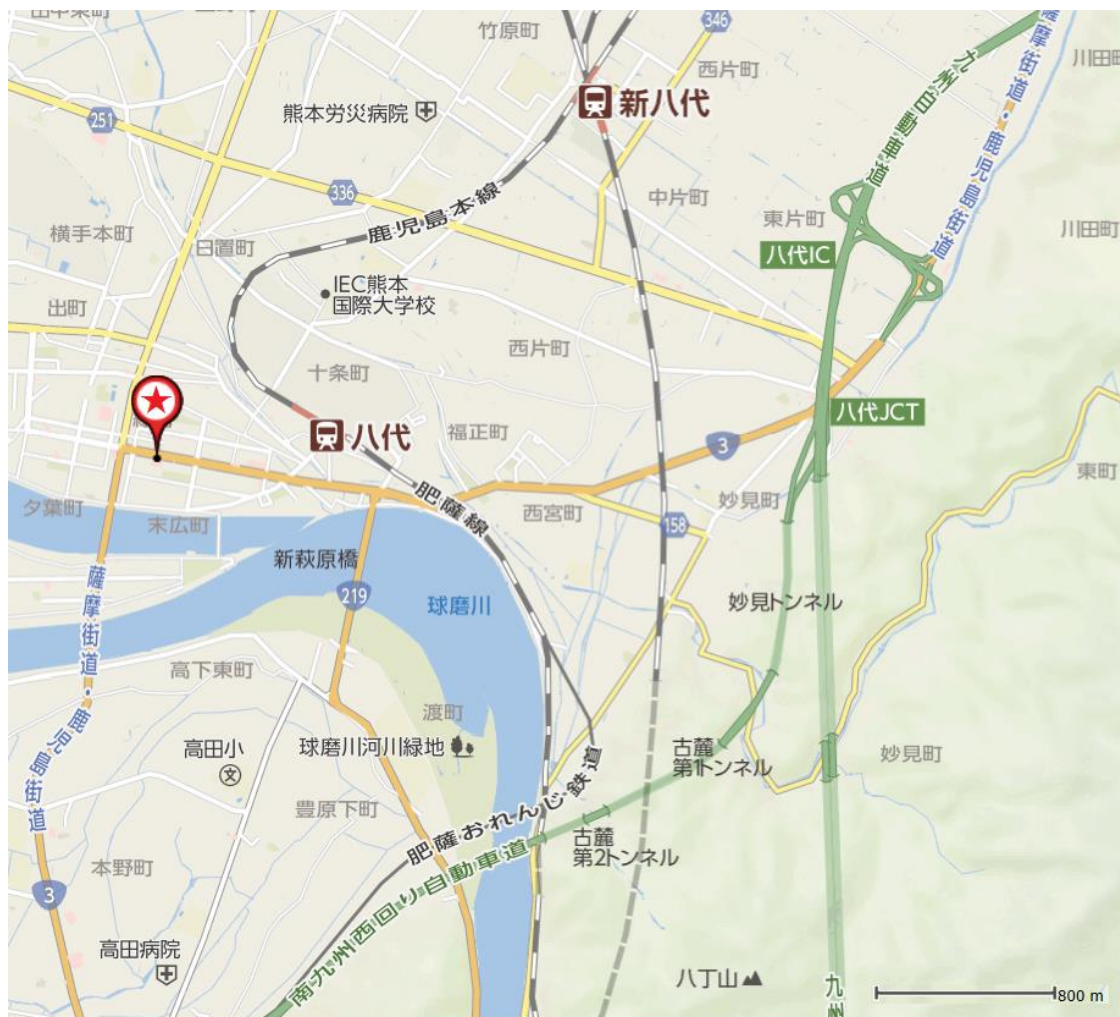 竹原町
346
西片町
川田町
薩摩街道・鹿児島街道
九州自動車道
新八代
熊本労災病院
251
336
中片町
鹿児島本線
東片町
横手本町
日置町
川田町
八代IC
IEC熊本
国際大学校
出町
西片町
十条町
八代JCT
八代
福正町
3
肥薩線
夕葉町
末広町
西宮町
妙見町
東町
158
新萩原橋
219
球磨川
妙見トンネル
薩摩街道・鹿児島街道
高下東町
渡町
高田小
文
球磨川河川緑地
古麓
第1トンネル
妙見町
豊原下町
肥薩おれんじ鉄道
古麓
第2トンネル
本野町
南九州西回り自動車道
3
高田病院
八丁山
九州
800 m